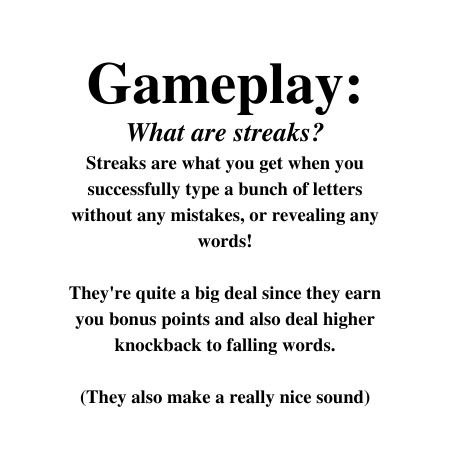 Gameplay:
What are streaks?
Streaks are what you get when you
successfully type a bunch of letters
without any mistakes, or revealing any
words!
They're quite a big deal since they earn
you bonus points and also deal higher
knockback to falling words.
(They also make a really nice sound)